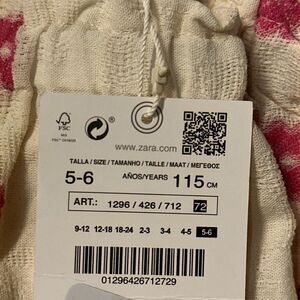 FSC
www.zara.com
TALLA / SIZE / TAMANHO / TAILLE / MAAT / ΜΕΓΕΘΟΣ
5-6 AÑOS/YEARS 115 CM
ART.: 1296 / 426 / 712 72
9-12 12-18 18-24 2-3 3-4 4-5 5-6
01296426712729